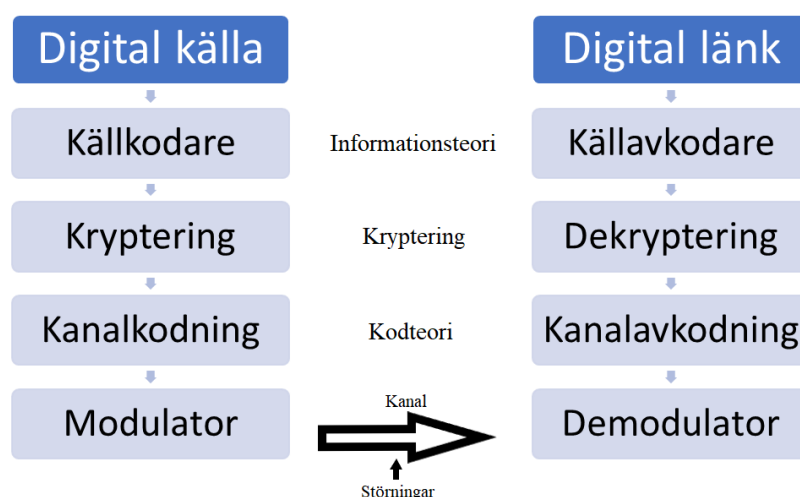 Digital källa
Digital länk
Källkodare
Informationsteori
Källavkodare
Kryptering
Kryptering
Dekryptering
Kanalkodning
Kodteori
Kanalavkodning
Kanal
Modulator
Demodulator
Störningar